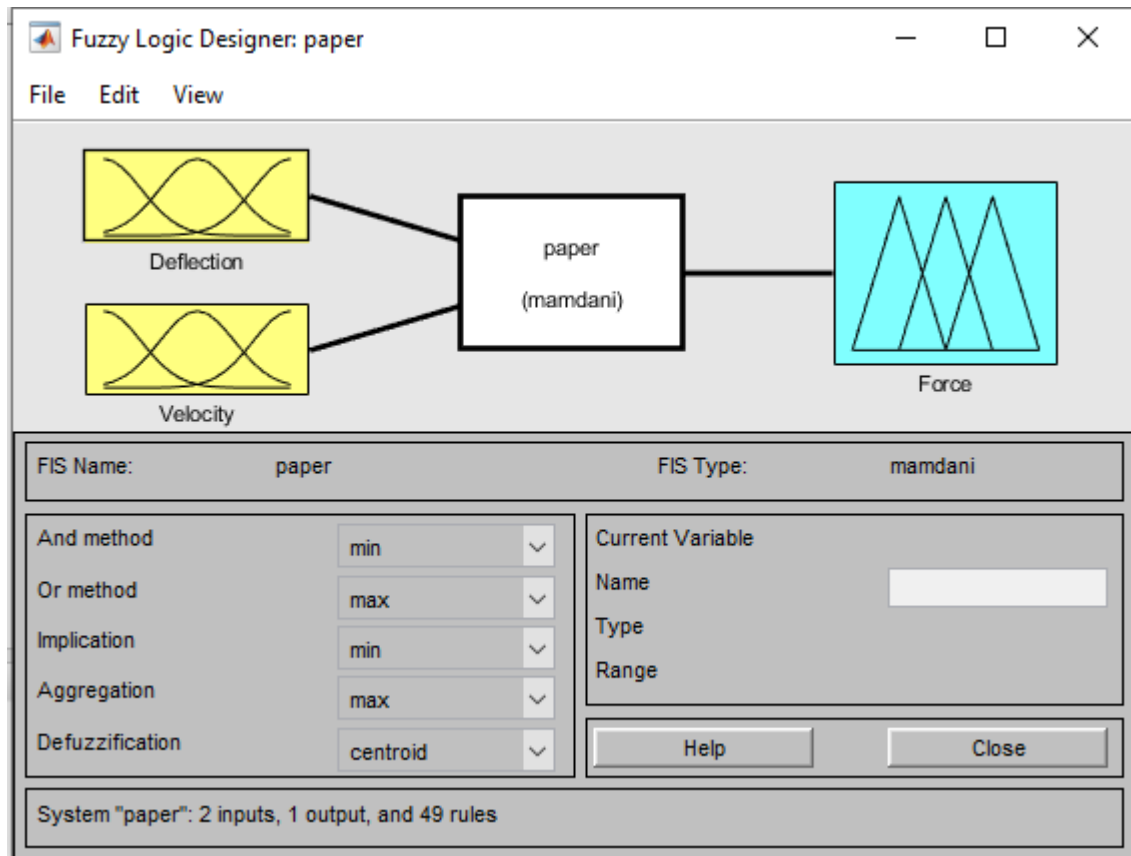 Fuzzy Logic Designer: paper
File Edit View
Deflection
Velocity
paper
(mamdani)
Force
FIS Name: paper FIS Type: mamdani
And method min
Or method max
Implication min
Aggregation max
Defuzzification centroid
Current Variable
Name
Type
Range
Help Close
System "paper": 2 inputs, 1 output, and 49 rules